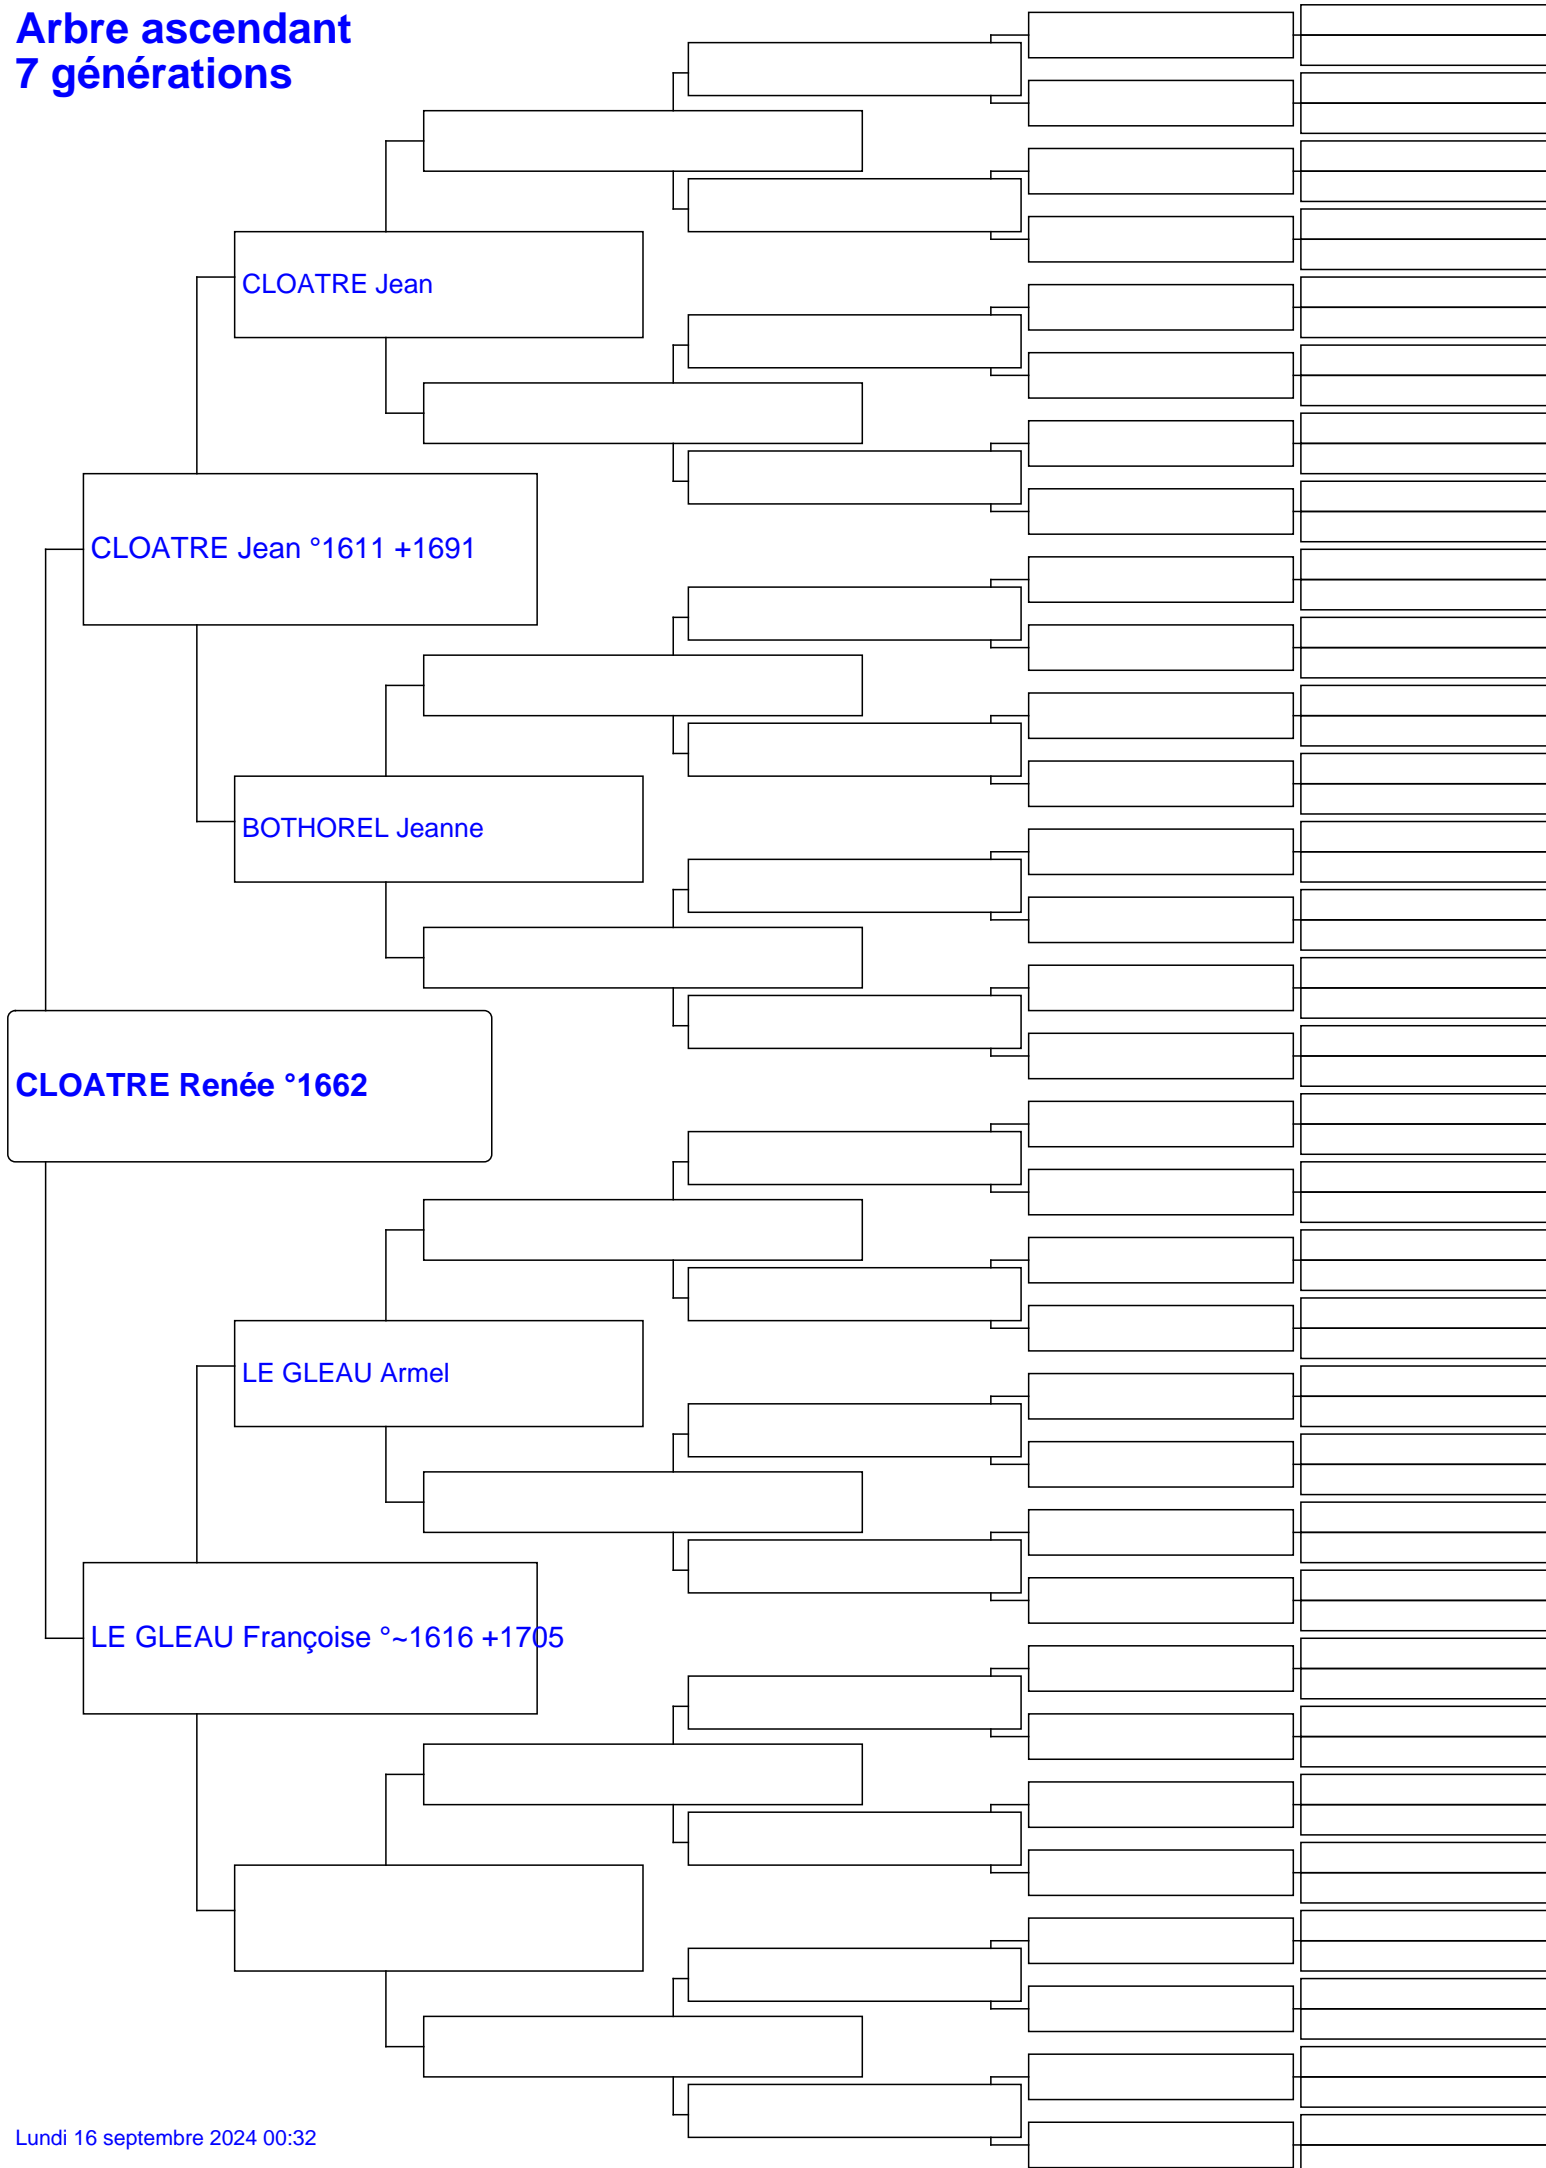 Arbre ascendant
7 générations
CLOATRE Jean
CLOATRE Jean °1611 +1691
BOTHOREL Jeanne
CLOATRE Renée °1662
LE GLEAU Armel
LE GLEAU Françoise °~1616 +1705
Lundi 16 septembre 2024 00:32